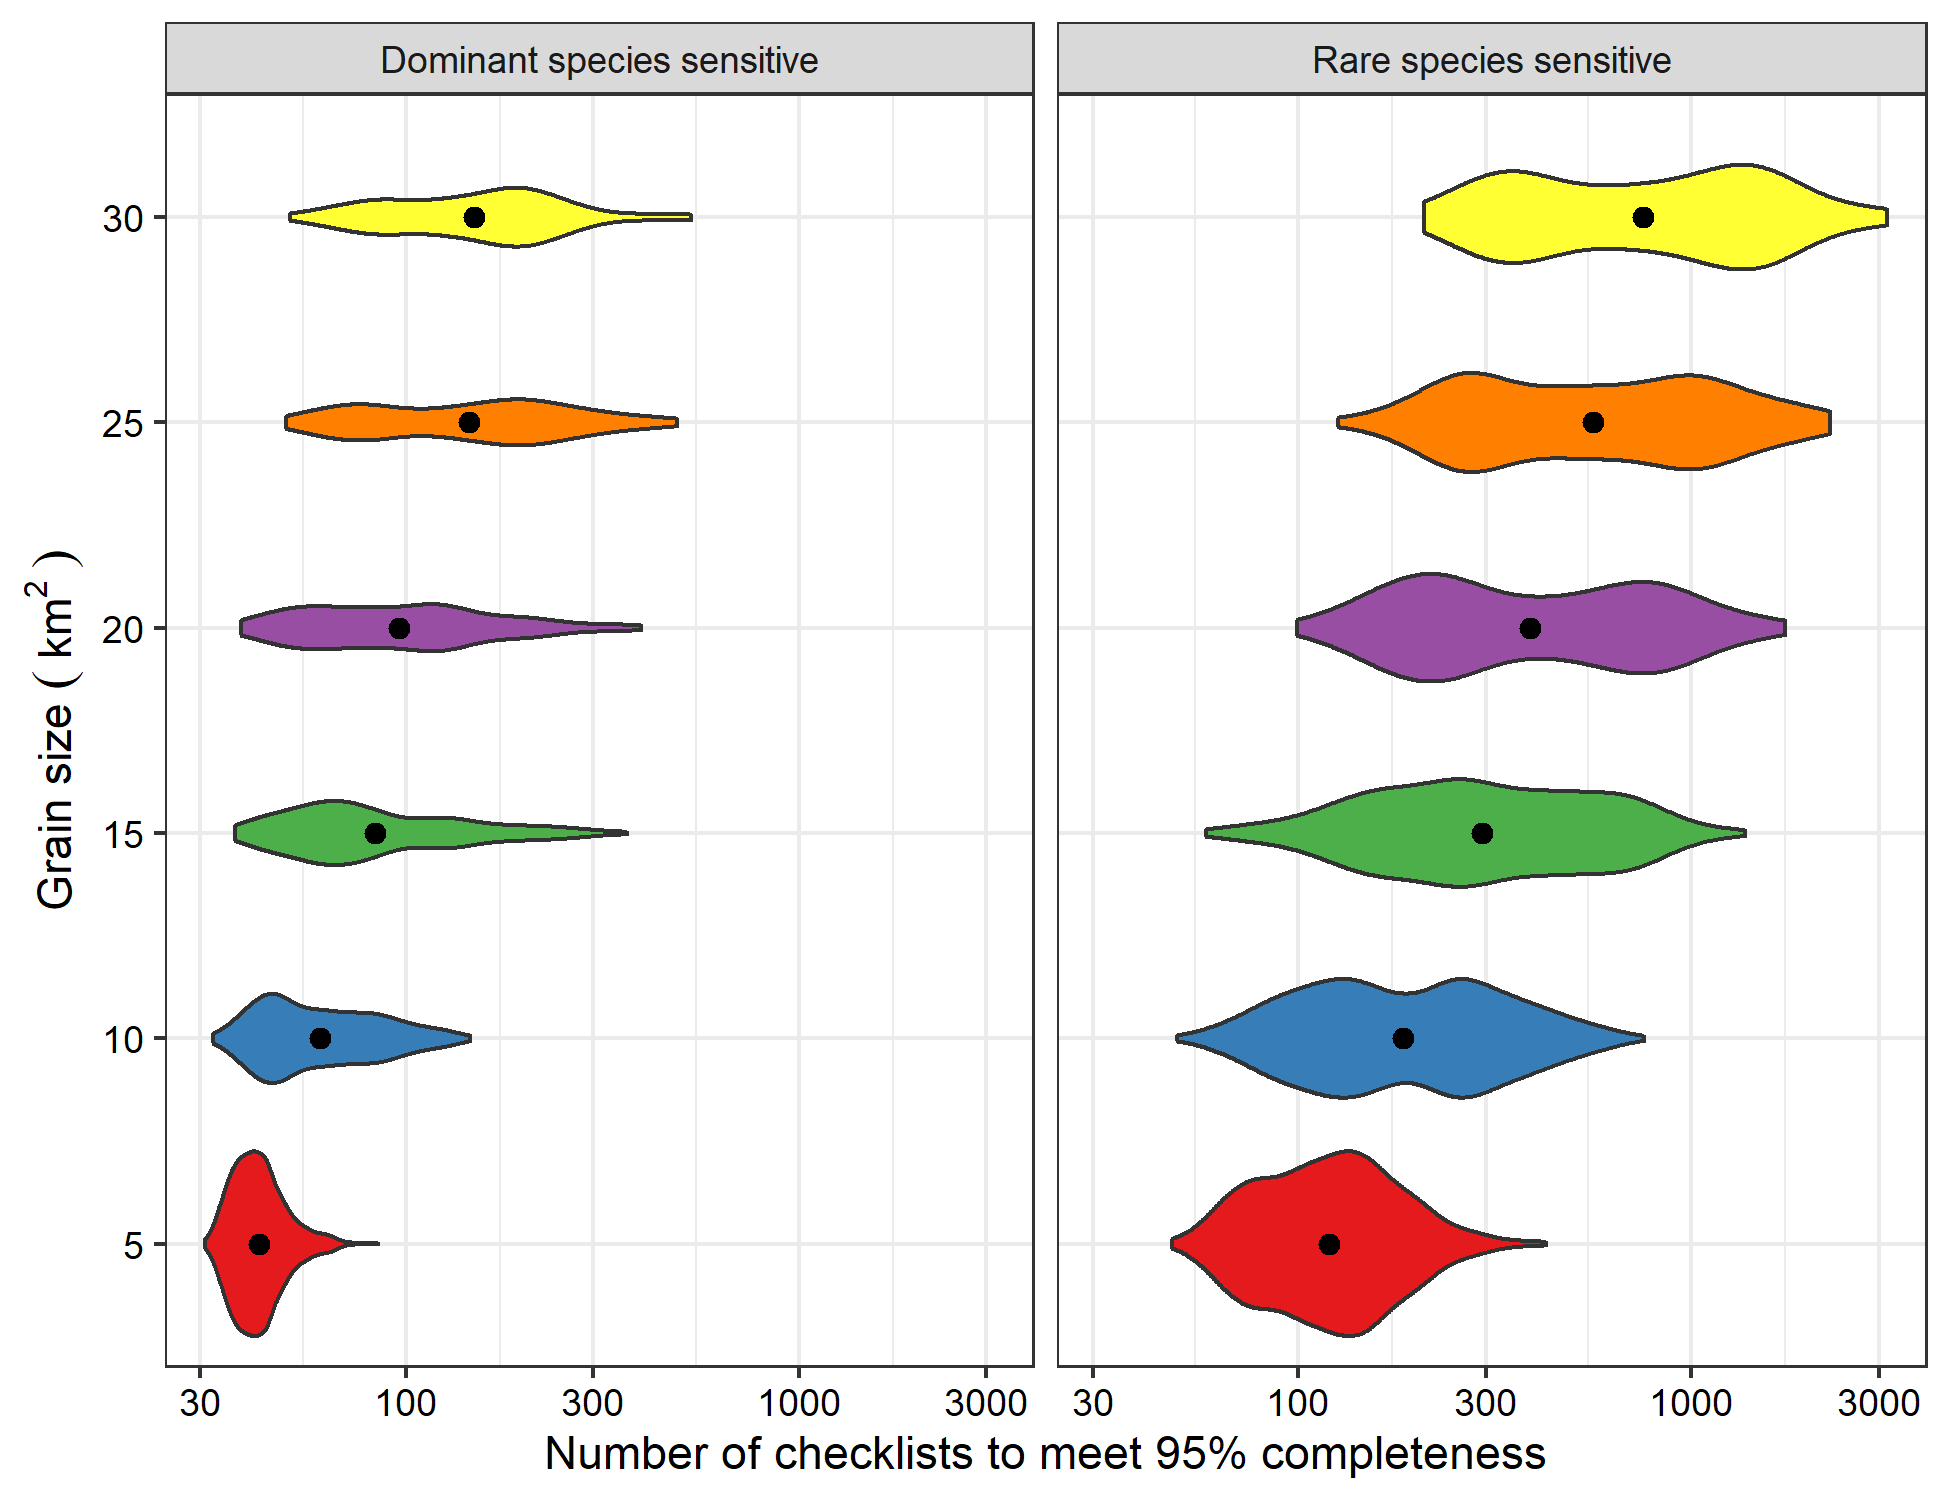 Dominant species sensitive
Rare species sensitive
Grain size ( km² )
30
25
20
15
10
5
30 100 300 1000 3000
30 100 300 1000 3000
Number of checklists to meet 95% completeness